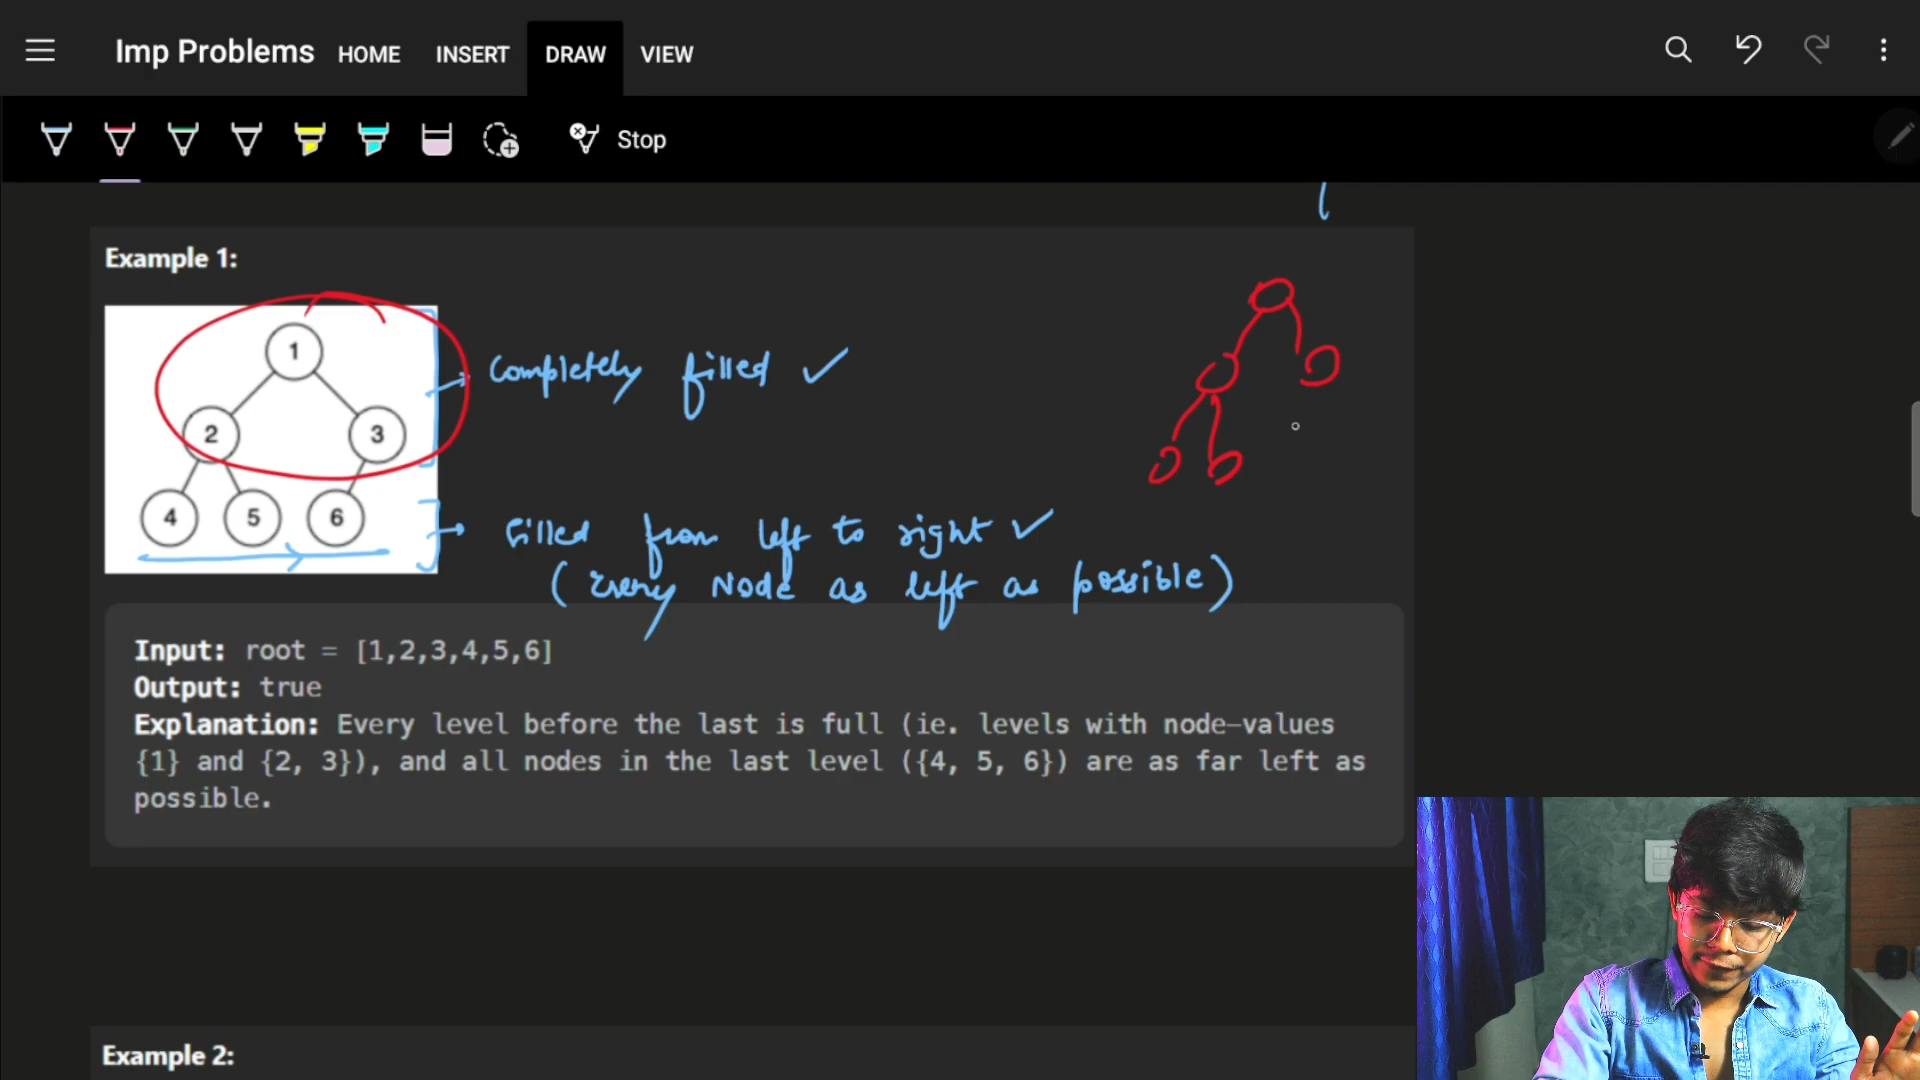 Imp Problems HOME INSERT DRAW VIEW
Stop
Example 1:
1
2 3
4 5 6
Completely filled ✓
filled from left to right ✓
(Every Node as left as possible)
Input: root = [1,2,3,4,5,6]
Output: true
Explanation: Every level before the last is full (ie. levels with node-values
{1} and {2, 3}), and all nodes in the last level ({4, 5, 6}) are as far left as
possible.
Example 2: